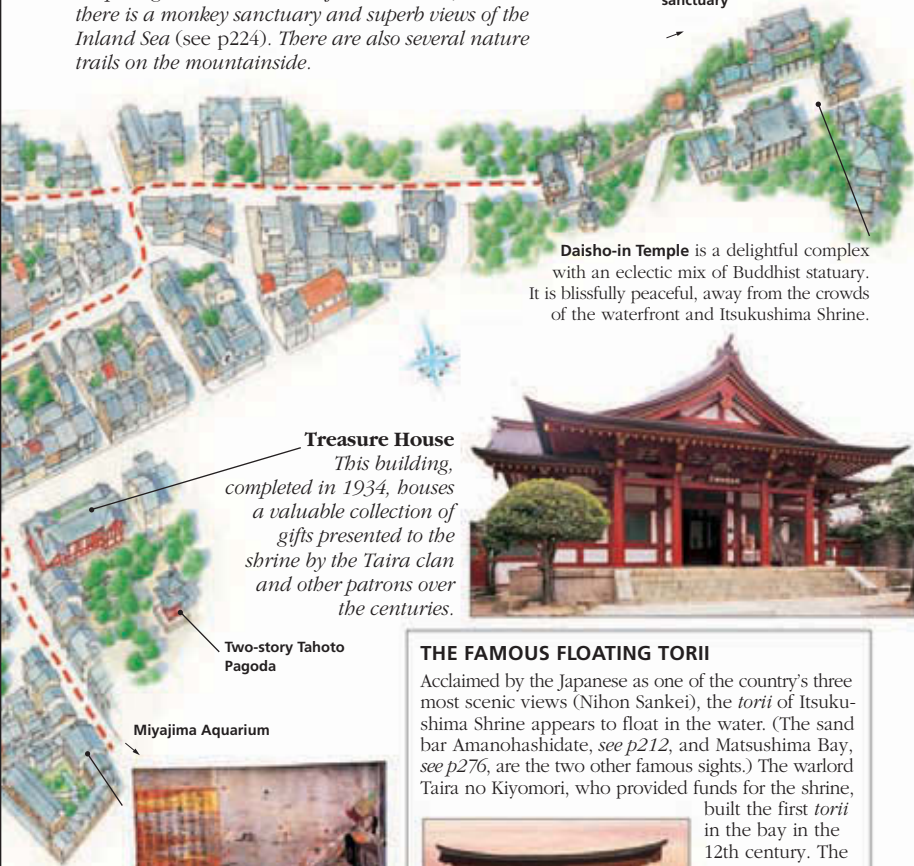 there is a monkey sanctuary and superb views of the
Inland Sea (see p224). There are also several nature
trails on the mountainside.
sanctuary
Daisho-in Temple is a delightful complex
with an eclectic mix of Buddhist statuary.
It is blissfully peaceful, away from the crowds
of the waterfront and Itsukushima Shrine.
Treasure House
This building,
completed in 1934, houses
a valuable collection of
gifts presented to the
shrine by the Taira clan
and other patrons over
the centuries.
Two-story Tahoto
Pagoda
Miyajima Aquarium
THE FAMOUS FLOATING TORII
Acclaimed by the Japanese as one of the country's three
most scenic views (Nihon Sankei), the torii of Itsuku-
shima Shrine appears to float in the water. (The sand
bar Amanohashidate, see p212, and Matsushima Bay,
see p276, are the two other famous sights.) The warlord
Taira no Kiyomori, who provided funds for the shrine,
built the first torii
in the bay in the
12th century. The